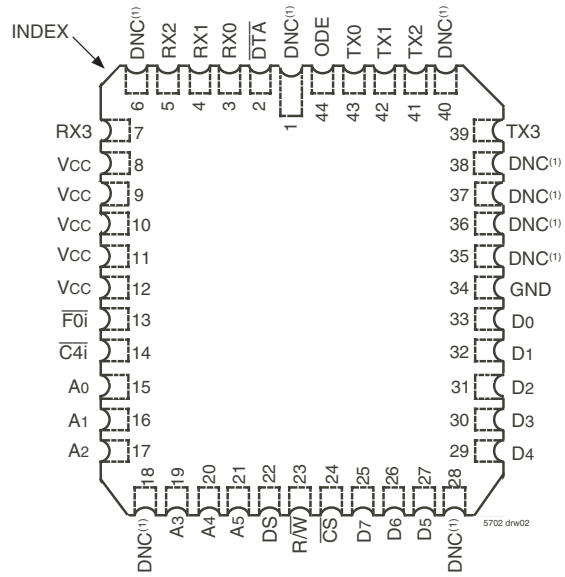 INDEX
DNC(1) RX2 RX1 RX0 DTA DNC(1) ODE TX0 TX1 TX2 DNC(1)
6 5 4 3 2 1 44 43 42 41 40
RX3 7 39 TX3
VCC 8 38 DNC(1)
VCC 9 37 DNC(1)
VCC 10 36 DNC(1)
VCC 11 35 DNC(1)
VCC 12 34 GND
F0i 13 33 D0
C4i 14 32 D1
A0 15 31 D2
A1 16 30 D3
A2 17 29 D4
18 19 20 21 22 23 24 25 26 27 28
DNC(1) A3 A4 A5 DS R/W CS D7 D6 D5 DNC(1)
5702 drw02